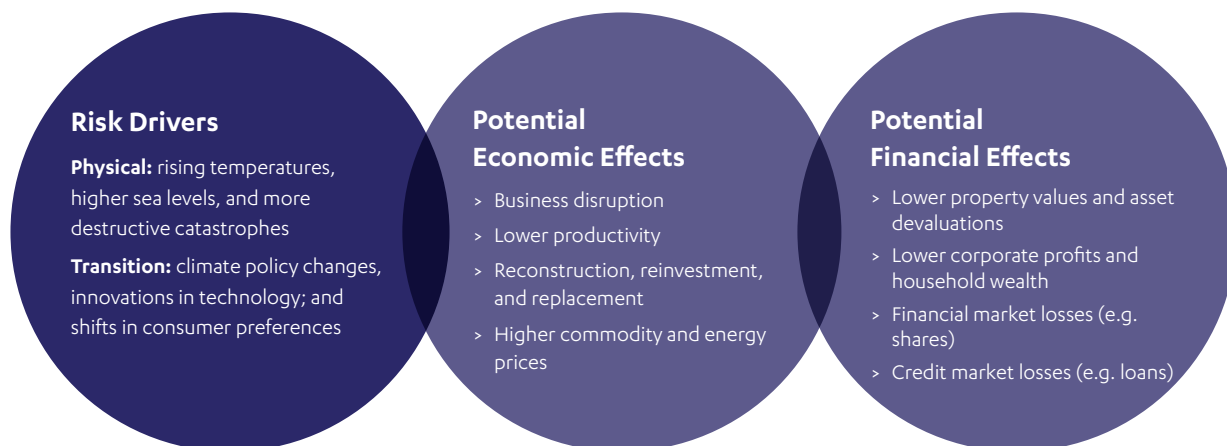 Risk Drivers
Physical: rising temperatures,
higher sea levels, and more
destructive catastrophes
Transition: climate policy changes,
innovations in technology; and
shifts in consumer preferences
Potential
Economic Effects
> Business disruption
> Lower productivity
> Reconstruction, reinvestment,
and replacement
> Higher commodity and energy
prices
Potential
Financial Effects
> Lower property values and asset
devaluations
> Lower corporate profits and
household wealth
> Financial market losses (e.g.
shares)
> Credit market losses (e.g. loans)